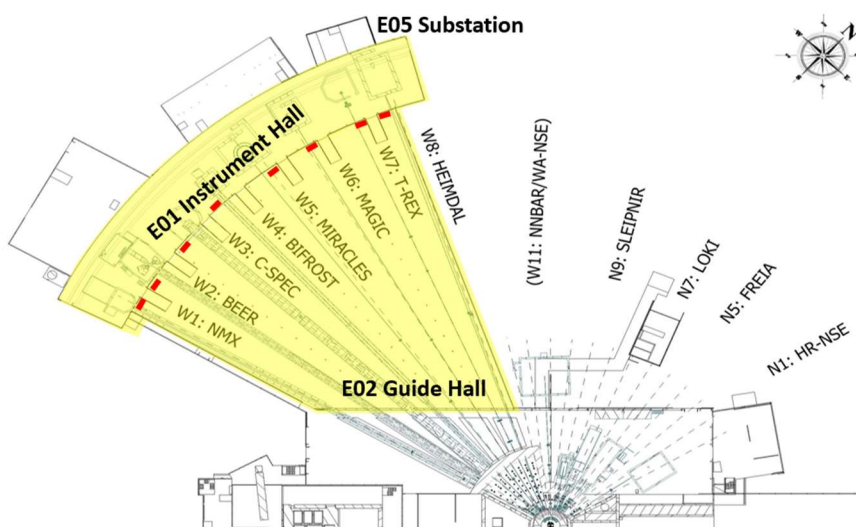 E05 Substation
N
E01 Instrument Hall
W1: NMX
W2: BEER
W3: C-SPEC
W4: BIFROST
W5: MIRACLES
W6: MAGIC
W7: T-REX
W8: HEIMDAL
(W11: NNBAR/WA-NSE)
N9: SLEIPNIR
N7: LOKI
N5: FREIA
N1: HR-NSE
E02 Guide Hall